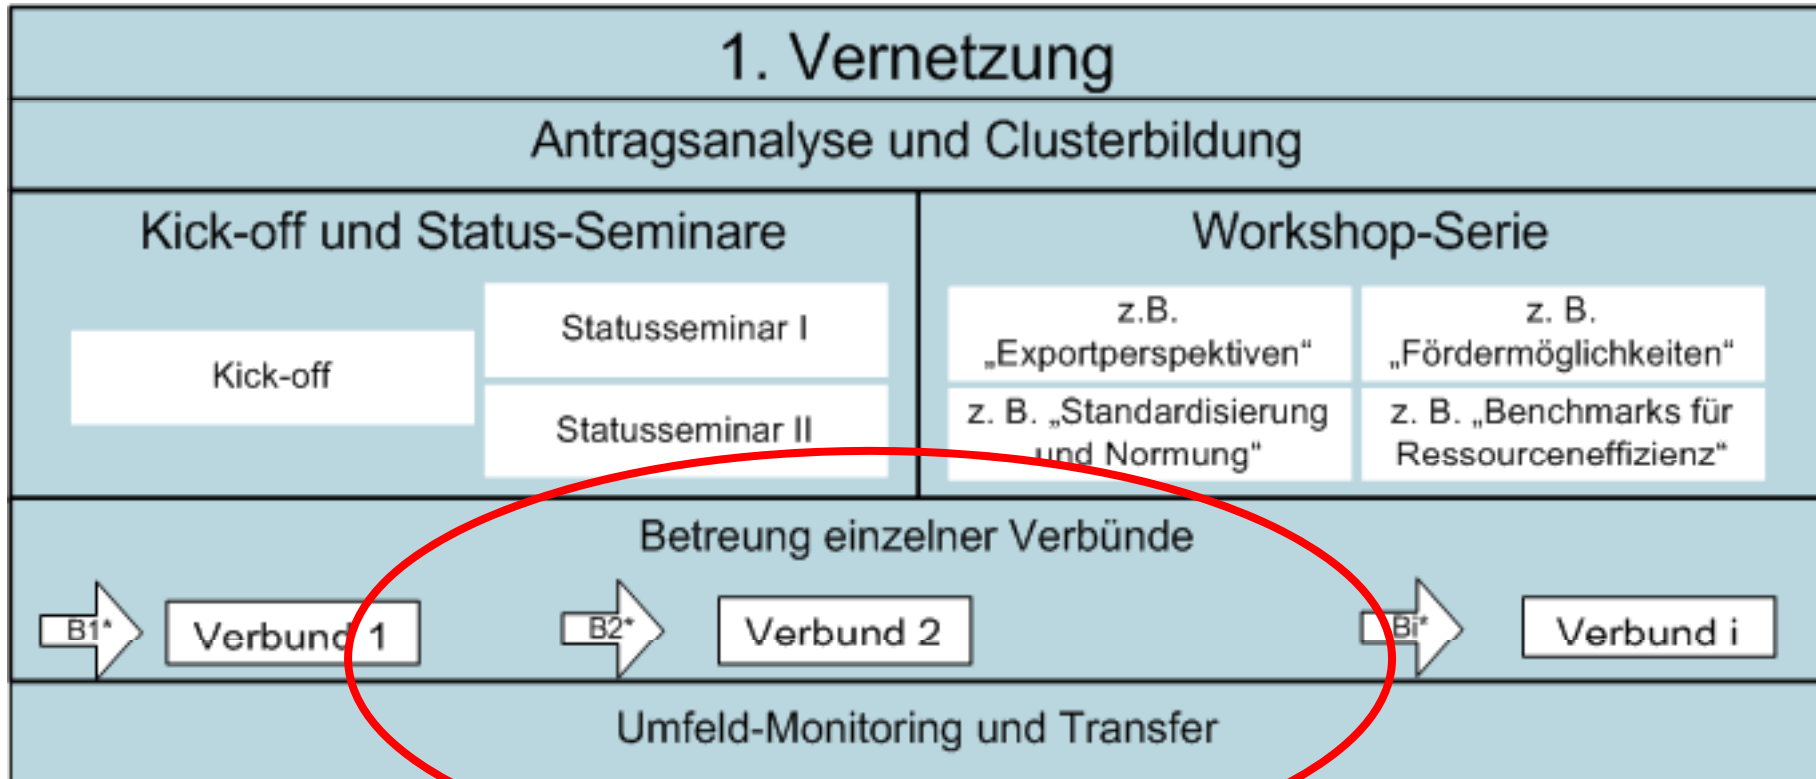 1. Vernetzung
Antragsanalyse und Clusterbildung
Kick-off und Status-Seminare
Kick-off
Statusseminar I
Statusseminar II
Workshop-Serie
z.B.
„Exportperspektiven“
z. B.
„Fördermöglichkeiten“
z. B. „Standardisierung
und Normung“
z. B. „Benchmarks für
Ressourceneffizienz“
Betreung einzelner Verbünde
B1*
Verbund 1
B2*
Verbund 2
Bi*
Verbund i
Umfeld-Monitoring und Transfer